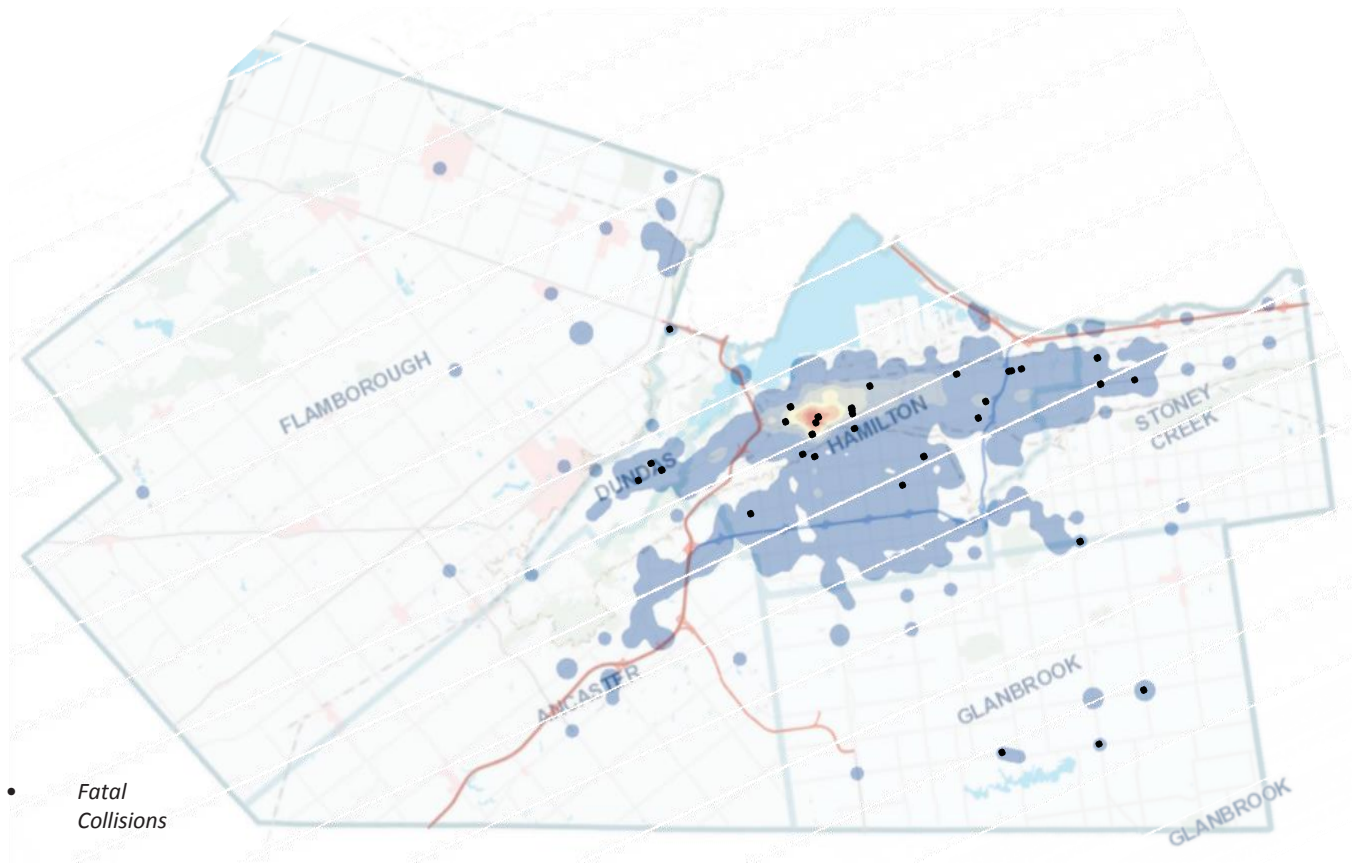 FLAMBOROUGH
DUNDAS
HAMILTON
STONEY
CREEK
ANCASTER
GLANBROOK
GLANBROOK
Fatal
Collisions